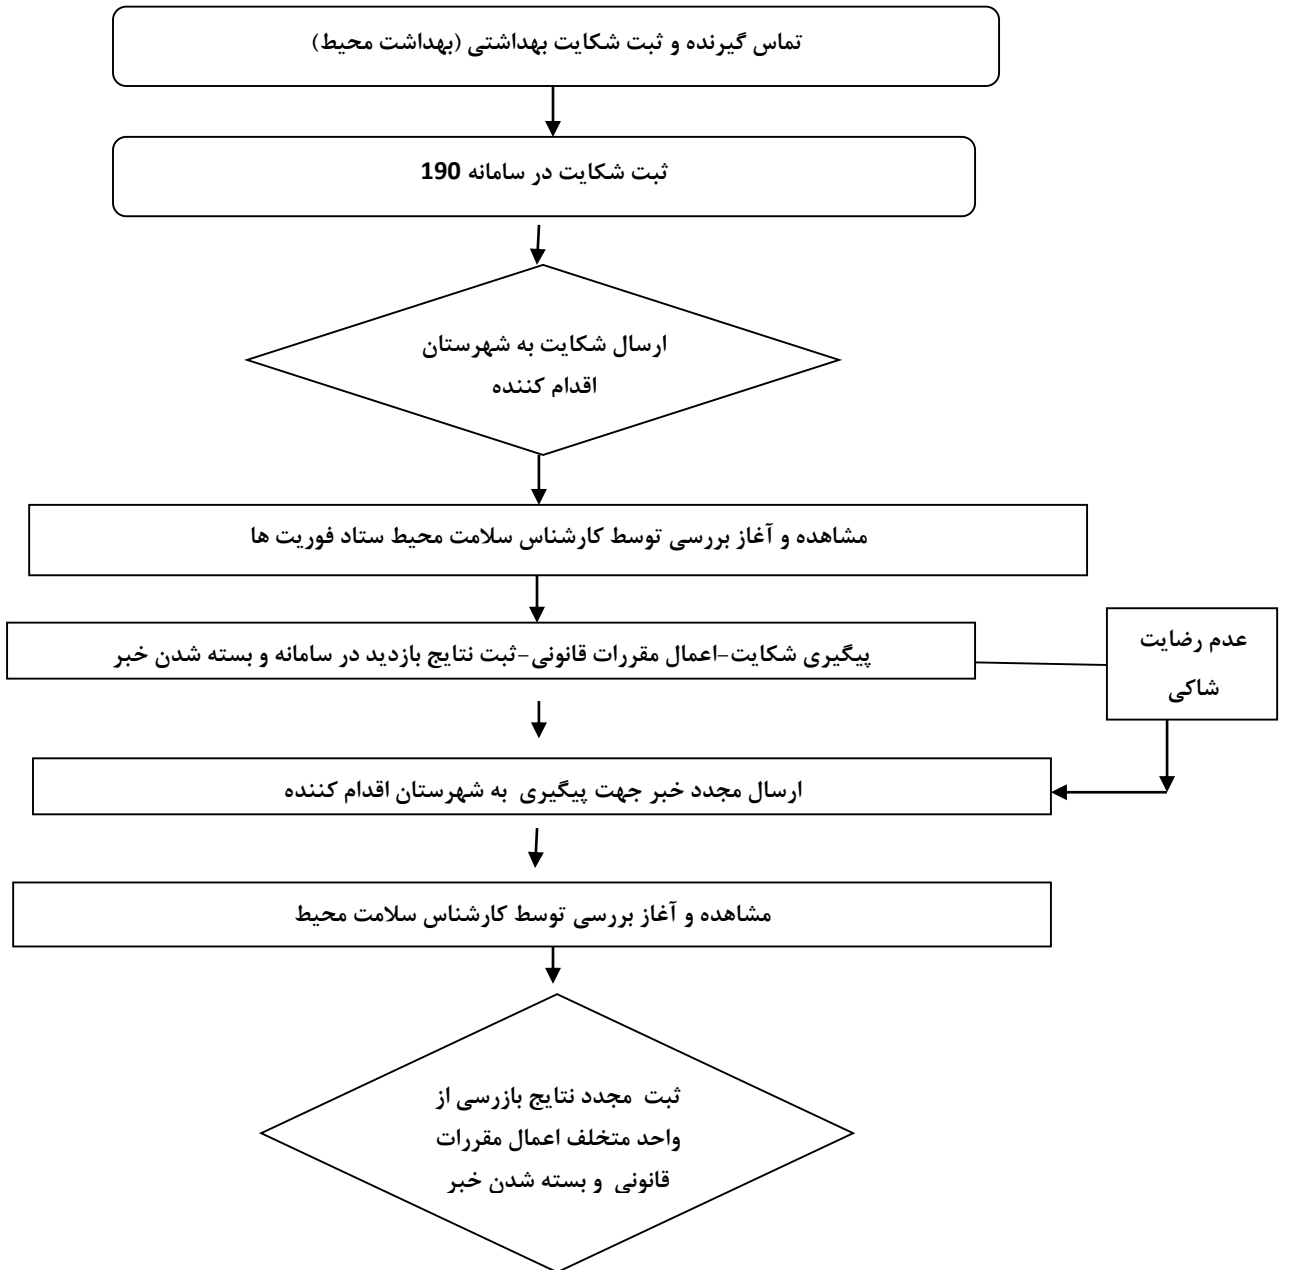 تماس گیرنده و ثبت شکایت بهداشتی (بهداشت محیط)
ثبت شکایت در سامانه 190
ارسال شکایت به شهرستان
اقدام کننده
مشاهده و آغاز بررسی توسط کارشناس سلامت محیط ستاد فوریت ها
پیگیری شکایت-اعمال مقررات قانونی-ثبت نتایج بازدید در سامانه و بسته شدن خبر
عدم رضایت
شاکی
ارسال مجدد خبر جهت پیگیری به شهرستان اقدام کننده
مشاهده و آغاز بررسی توسط کارشناس سلامت محیط
ثبت مجدد نتایج بازرسی از
واحد متخلف اعمال مقررات
قانونی و بسته شدن خبر